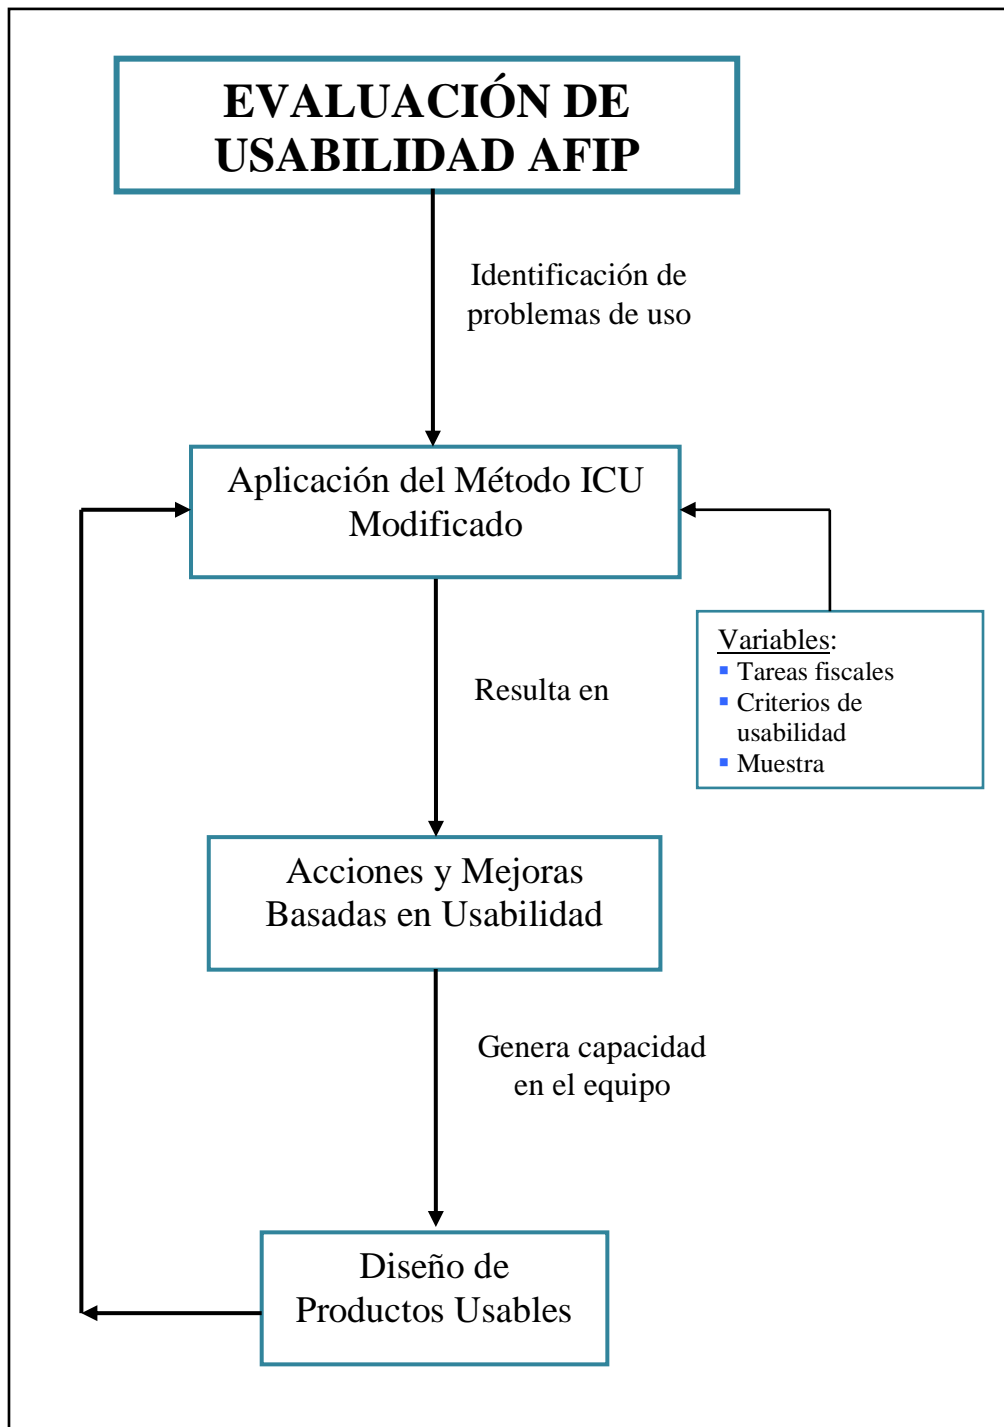 EVALUACIÓN DE
USABILIDAD AFIP
Identificación de
problemas de uso
Aplicación del Método ICU
Modificado
Variables:
▪ Tareas fiscales
▪ Criterios de
usabilidad
▪ Muestra
Resulta en
Acciones y Mejoras
Basadas en Usabilidad
Genera capacidad
en el equipo
Diseño de
Productos Usables